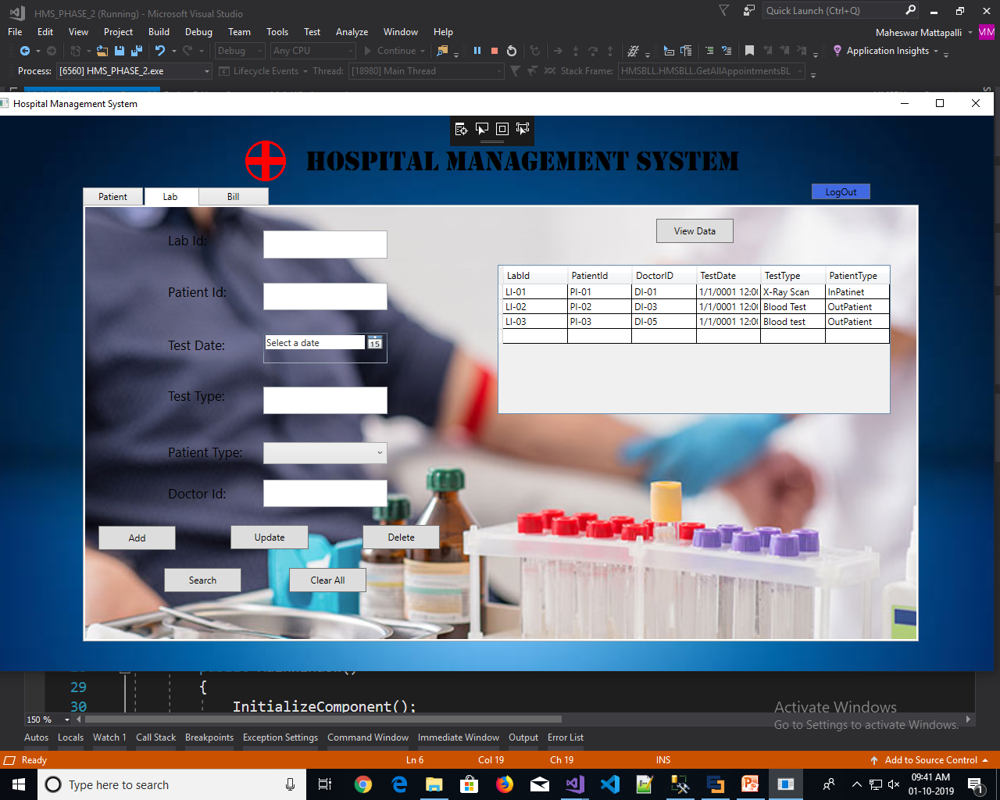 HMS_PHASE_2 (Running) - Microsoft Visual Studio
Quick Launch (Ctrl+Q)
File Edit View Project Build Debug Team Tools Test Analyze Window Help
Maheswar Mattapalli
MM
Debug Any CPU Continue Application Insights
Process: [6560] HMS_PHASE_2.exe Lifecycle Events Thread: [18980] Main Thread Stack Frame: HMSBLL.HMSBLL.GetAllAppointmentsBL
Hospital Management System
HOSPITAL MANAGEMENT SYSTEM
Patient Lab Bill
LogOut
Lab Id:
View Data
Patient Id:
Test Date: Select a date 15
Test Type:
Patient Type:
Doctor Id:
LabId PatientId DoctorID TestDate TestType PatientType
LI-01 PI-01 DI-01 1/1/0001 12:00 X-Ray Scan InPatinet
LI-02 PI-02 DI-03 1/1/0001 12:00 Blood Test OutPatient
LI-03 PI-03 DI-05 1/1/0001 12:00 Blood test OutPatient
Add Update Delete
Search Clear All
29 {
30 InitializeComponent();
150 %
Activate Windows
Go to Settings to activate Windows.
Autos Locals Watch 1 Call Stack Breakpoints Exception Settings Command Window Immediate Window Output Error List
Ready Ln 6 Col 19 Ch 19 INS Add to Source Control
Type here to search
09:41 AM
01-10-2019
1